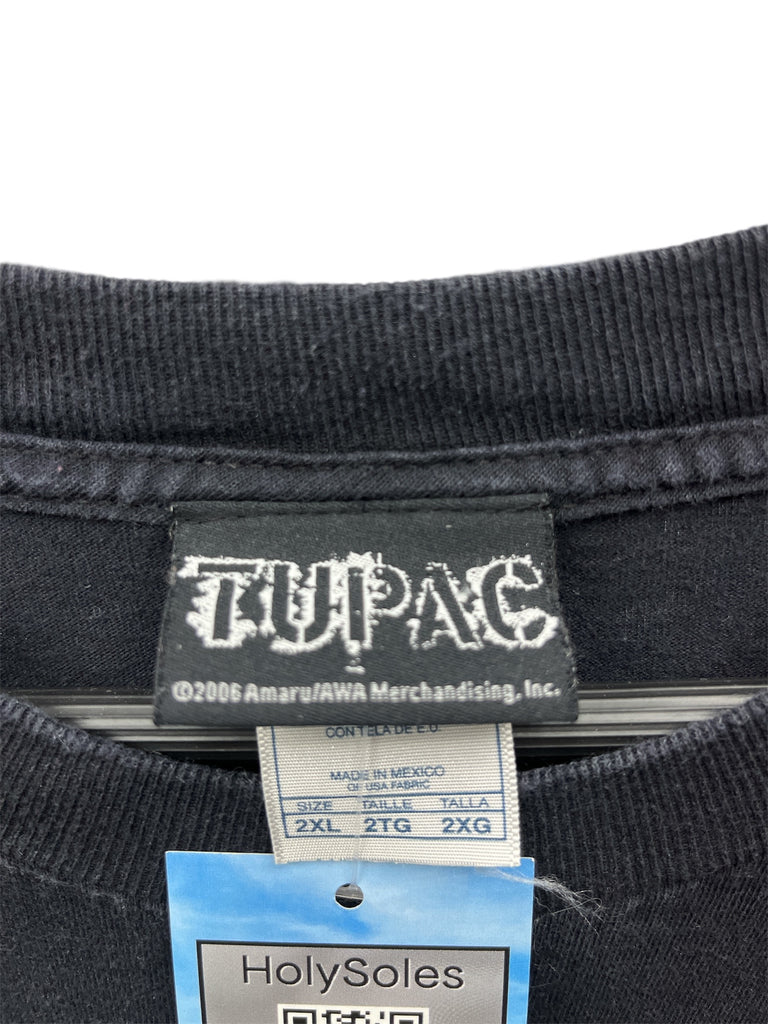 TUPAC
©2006 Amaru/AWA Merchandising, Inc.
CON TELA DE E.U.
MADE IN MEXICO
OF USA FABRIC
SIZE TAILLE TALLA
2XL 2TG 2XG
HolySoles